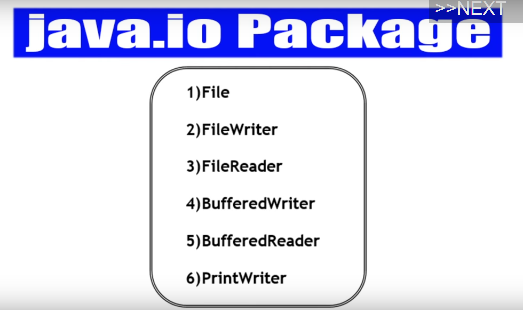 >>NEXT
java.io Package
1)File
2)FileWriter
3)FileReader
4)BufferedWriter
5)BufferedReader
6)PrintWriter